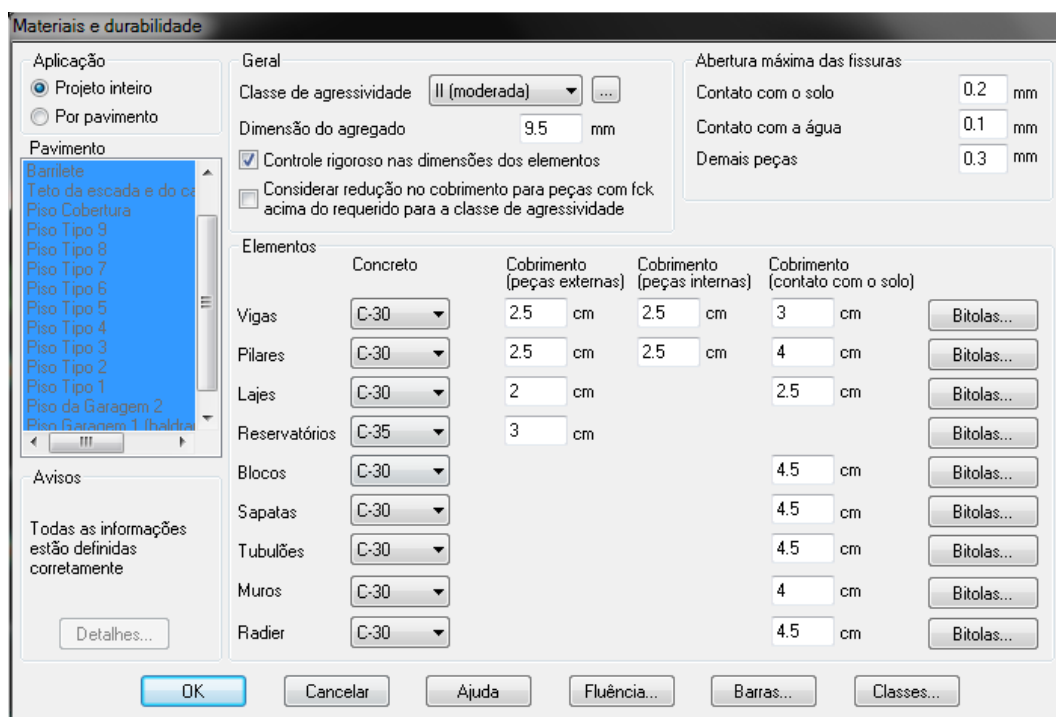 Materiais e durabilidade
Aplicação
Projeto inteiro
Por pavimento
Pavimento
Barrilete
Teto da escada e do ca
Piso Cobertura
Piso Tipo 9
Piso Tipo 8
Piso Tipo 7
Piso Tipo 6
Piso Tipo 5
Piso Tipo 4
Piso Tipo 3
Piso Tipo 2
Piso Tipo 1
Piso da Garagem 2
Piso Garagem 1 (baldra
Avisos
Todas as informações
estão definidas
corretamente
Detalhes...
Geral
Classe de agressividade II (moderada) ...
Dimensão do agregado 9.5 mm
Controle rigoroso nas dimensões dos elementos
Considerar redução no cobrimento para peças com fck
acima do requerido para a classe de agressividade
Abertura máxima das fissuras
Contato com o solo 0.2 mm
Contato com a água 0.1 mm
Demais peças 0.3 mm
Elementos
Concreto Cobrimento Cobrimento Cobrimento
(peças externas) (peças internas) (contato com o solo)
Vigas C-30 2.5 cm 2.5 cm 3 cm Bitolas...
Pilares C-30 2.5 cm 2.5 cm 4 cm Bitolas...
Lajes C-30 2 cm 2.5 cm Bitolas...
Reservatórios C-35 3 cm Bitolas...
Blocos C-30 4.5 cm Bitolas...
Sapatas C-30 4.5 cm Bitolas...
Tubulões C-30 4.5 cm Bitolas...
Muros C-30 4 cm Bitolas...
Radier C-30 4.5 cm Bitolas...
OK Cancelar Ajuda Fluência... Barras... Classes...